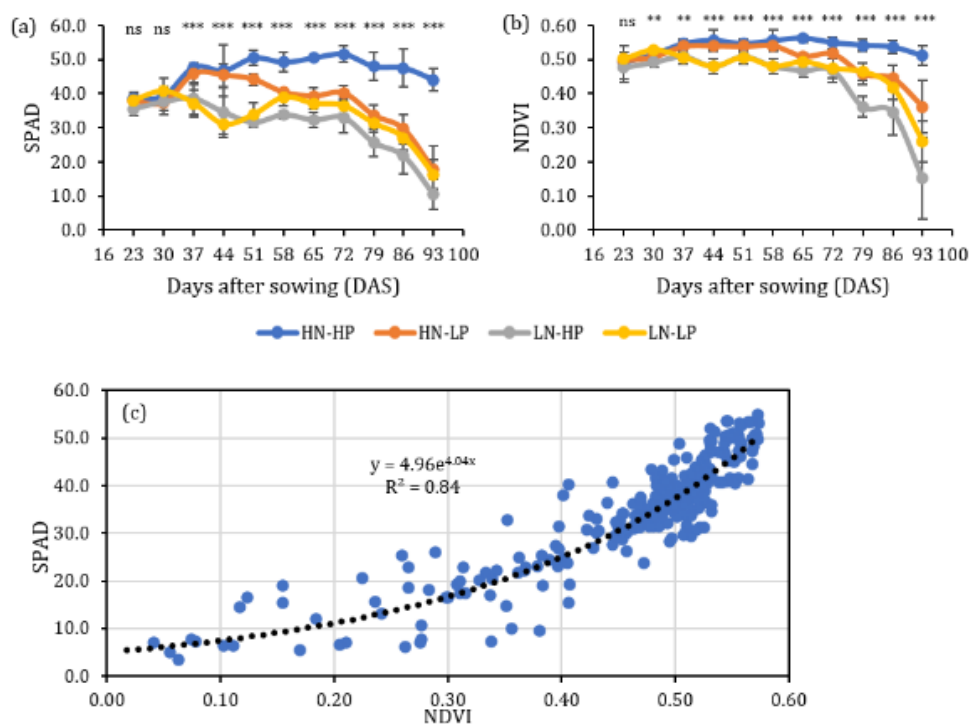 (a)
ns ns *** *** *** *** *** *** *** *** ***
60.0
50.0
40.0
30.0
20.0
10.0
0.0
SPAD
16 23 30 37 44 51 58 65 72 79 86 93 100
Days after sowing (DAS)
(b)
ns ** ** *** *** *** *** *** *** *** ***
0.60
0.50
0.40
0.30
0.20
0.10
0.00
NDVI
16 23 30 37 44 51 58 65 72 79 86 93 100
Days after sowing (DAS)
HN-HP HN-LP LN-HP LN-LP
(c)
60.0
50.0
40.0
30.0
20.0
10.0
0.0
SPAD
y = 4.96e^4.04x
R² = 0.84
0.00 0.10 0.20 0.30 0.40 0.50 0.60
NDVI